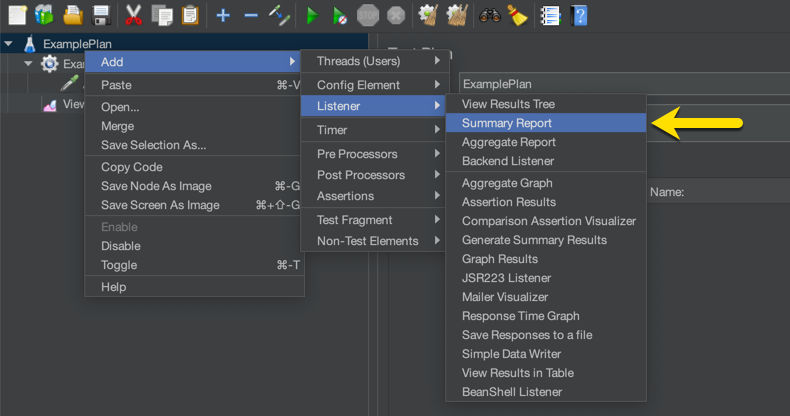 ExamplePlan
Exa
View
Add
Paste ⌘-V
Open...
Merge
Save Selection As...
Copy Code
Save Node As Image ⌘-G
Save Screen As Image ⌘+⇧-G
Enable
Disable
Toggle ⌘-T
Help
Threads (Users)
Config Element
Listener
Timer
Pre Processors
Post Processors
Assertions
Test Fragment
Non-Test Elements
ExamplePlan
View Results Tree
Summary Report
Aggregate Report
Backend Listener
Aggregate Graph
Assertion Results
Comparison Assertion Visualizer
Generate Summary Results
Graph Results
JSR223 Listener
Mailer Visualizer
Response Time Graph
Save Responses to a file
Simple Data Writer
View Results in Table
BeanShell Listener
Name:
STOP